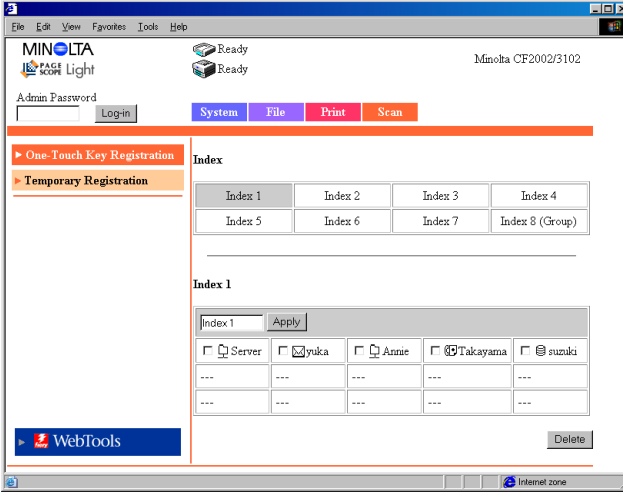 File Edit View Favorites Tools Help
MINOLTA
PAGE SCOPE Light
Ready
Ready
Minolta CF2002/3102
Admin Password
Log-in
System File Print Scan
One-Touch Key Registration
Temporary Registration
Index
Index 1 Index 2 Index 3 Index 4
Index 5 Index 6 Index 7 Index 8 (Group)
Index 1
Index 1 Apply
Server yuka Annie Takayama suzuki
--- --- --- --- ---
--- --- --- --- ---
WebTools
Delete
Internet zone